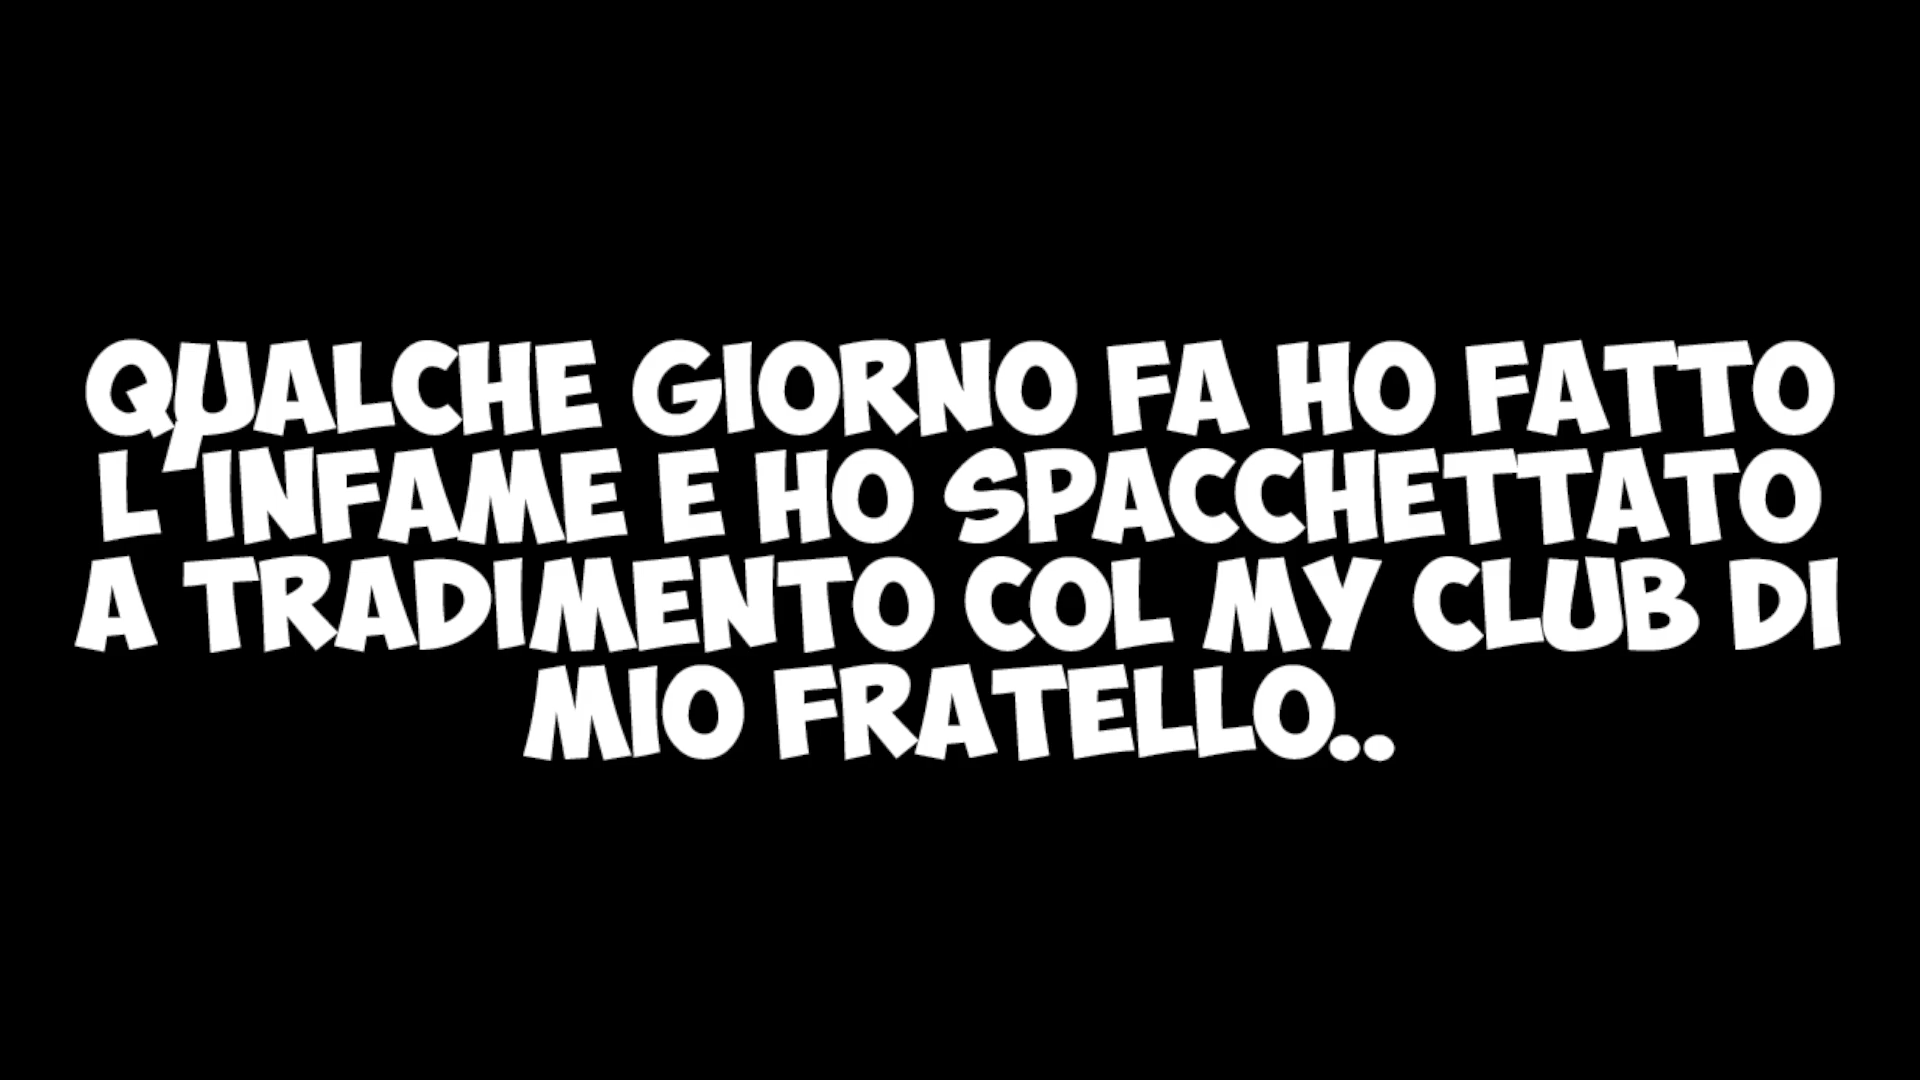 QUALCHE GIORNO FA HO FATTO
L'INFAME E HO SPACCHETTATO
A TRADIMENTO COL MY CLUB DI
MIO FRATELLO..